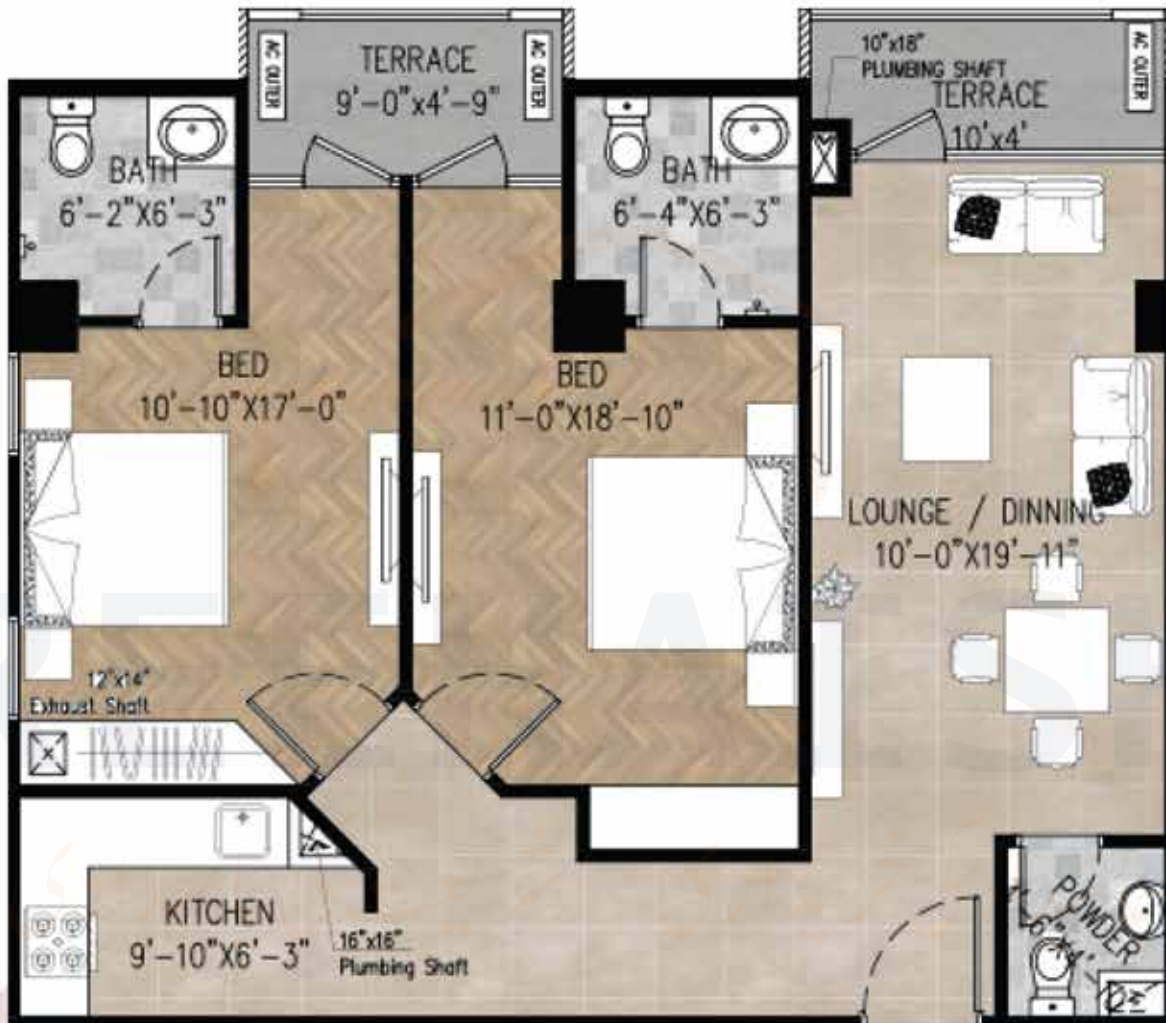 TERRACE
9'-0"x4'-9"
AC OUTER
AC OUTER
10"x18"
PLUMBING SHAFT
TERRACE
10'x4'
AC OUTER
BATH
6'-2"X6'-3"
BATH
6'-4"X6'-3"
BED
10'-10"X17'-0"
BED
11'-0"X18'-10"
LOUNGE / DINNING
10'-0"X19'-11"
12"x14"
Exhaust Shaft
KITCHEN
9'-10"X6'-3"
16"x16"
Plumbing Shaft
POWDER